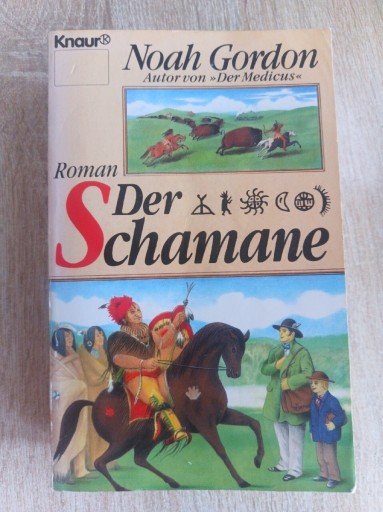 Knaur®
Noah Gordon
Autor von »Der Medicus«
Roman
Der
Schamane